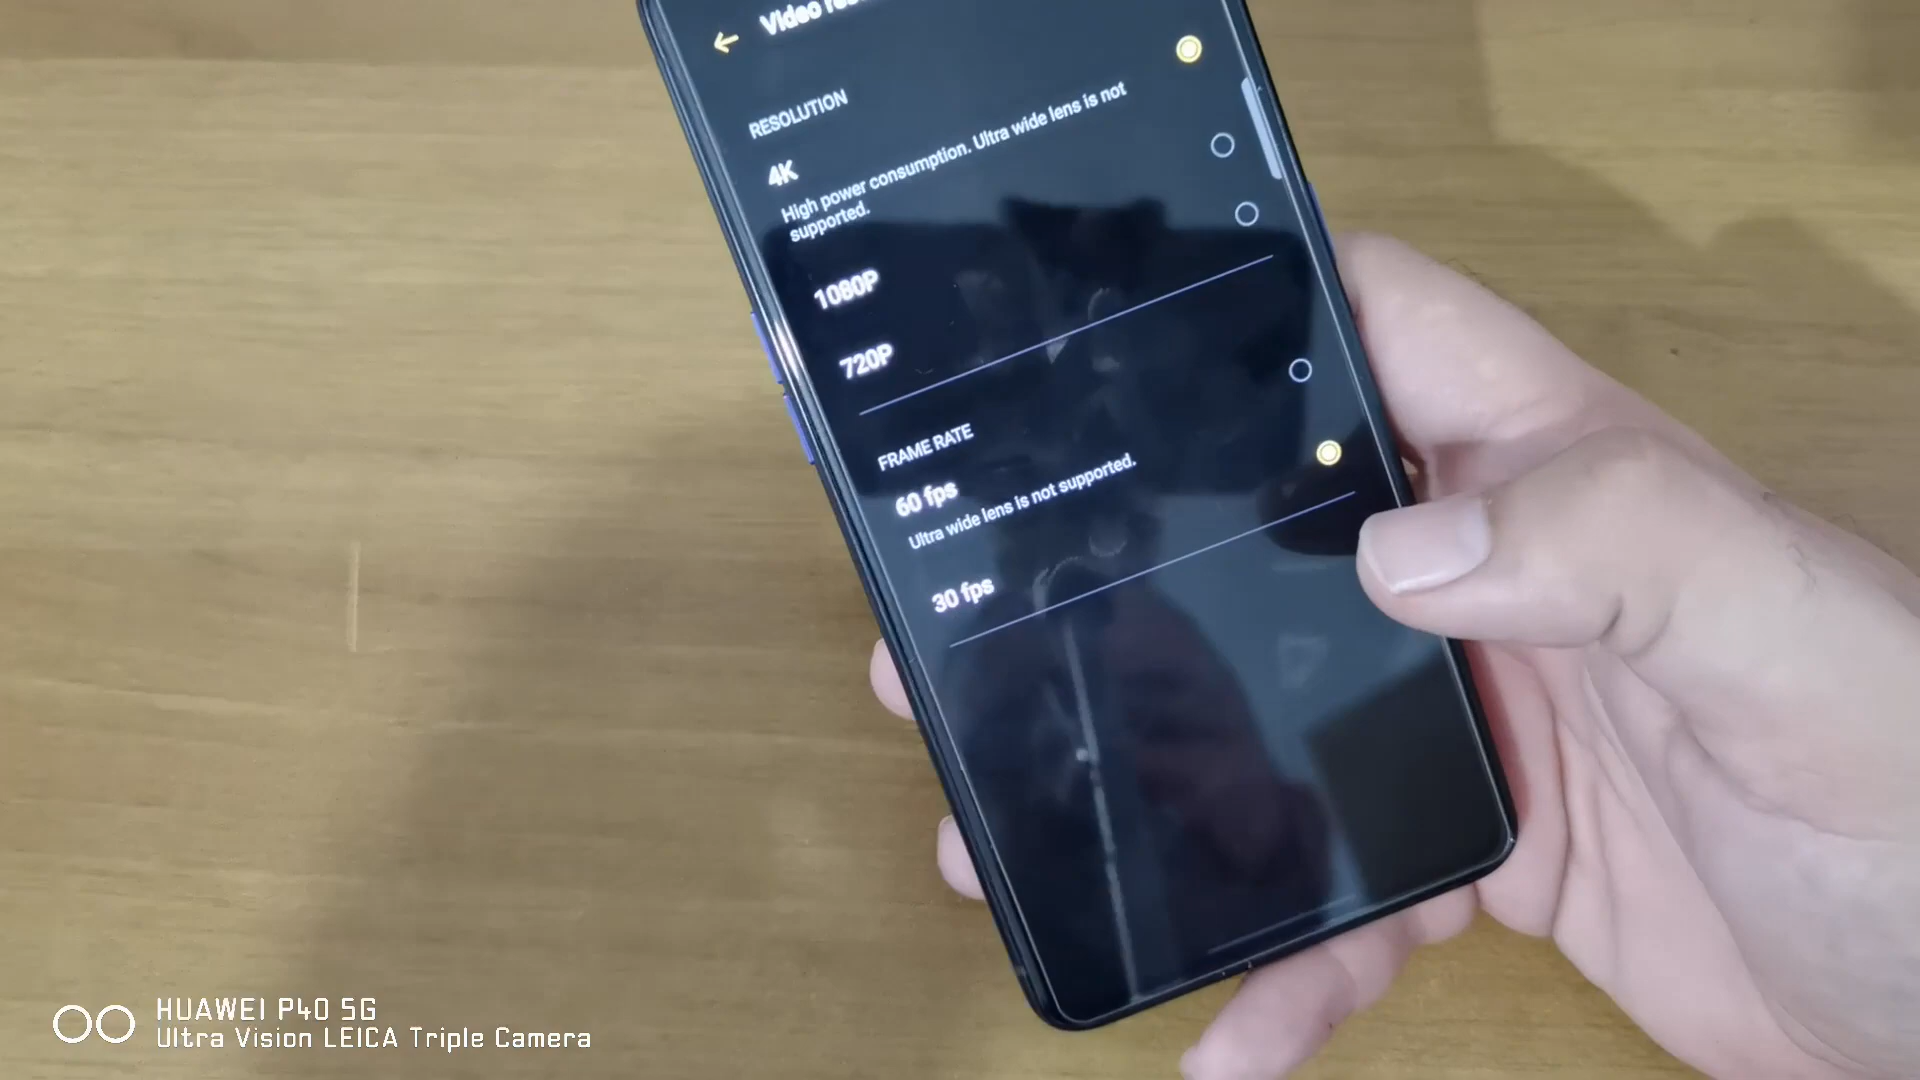 Video
RESOLUTION
4K
High power consumption. Ultra wide lens is not
supported.
1080P
720P
FRAME RATE
60 fps
Ultra wide lens is not supported.
30 fps
HUAWEI P40 5G
Ultra Vision LEICA Triple Camera